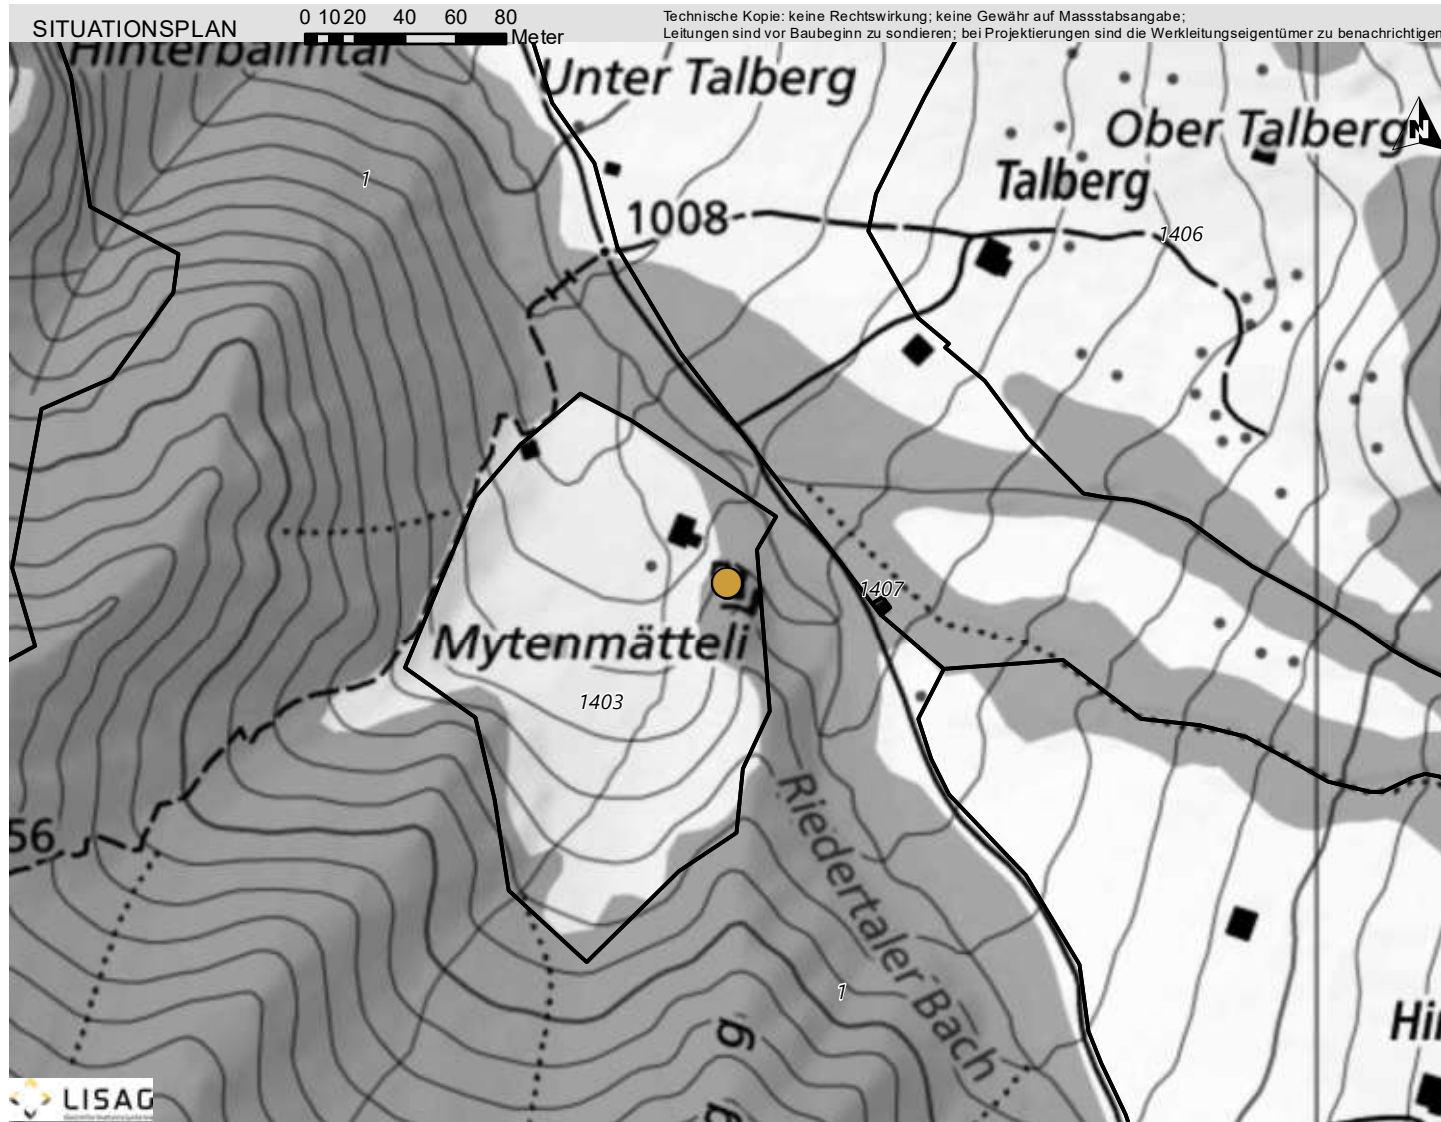 SITUATIONSPLAN
0 10 20 40 60 80
Meter
Technische Kopie: keine Rechtswirkung; keine Gewähr auf Massstabsangabe;
Leitungen sind vor Baubeginn zu sondieren; bei Projektierungen sind die Werkleitungseigentümer zu benachrichtigen
Hinterbalmtal
Unter Talberg
Ober Talberg
N
Talberg
1
1008
1406
1407
Mytenmätteli
1403
Riedertaler Bach
56
1
g
Hin
LISAG